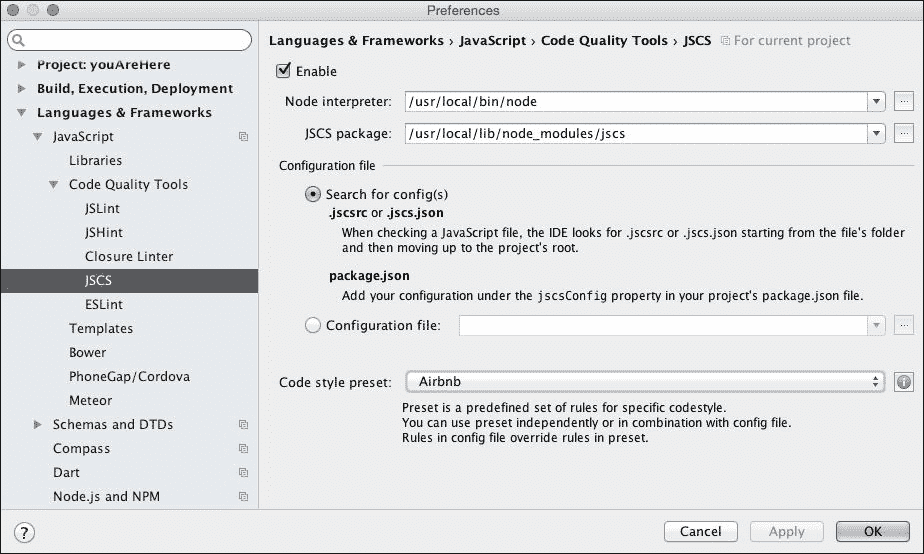 Preferences
Project: youAreHere
Build, Execution, Deployment
Languages & Frameworks
JavaScript
Libraries
Code Quality Tools
JSLint
JSHint
Closure Linter
JSCS
ESLint
Templates
Bower
PhoneGap/Cordova
Meteor
Schemas and DTDs
Compass
Dart
Node.js and NPM
Languages & Frameworks › JavaScript › Code Quality Tools › JSCS For current project
Enable
Node interpreter: /usr/local/bin/node ...
JSCS package: /usr/local/lib/node_modules/jscs ...
Configuration file
Search for config(s)
.jscsrc or .jscs.json
When checking a JavaScript file, the IDE looks for .jscsrc or .jscs.json starting from the file's folder
and then moving up to the project's root.
package.json
Add your configuration under the jscsConfig property in your project's package.json file.
Configuration file: ...
Code style preset: Airbnb
Preset is a predefined set of rules for specific codestyle.
You can use preset independently or in combination with config file.
Rules in config file override rules in preset.
? Cancel Apply OK